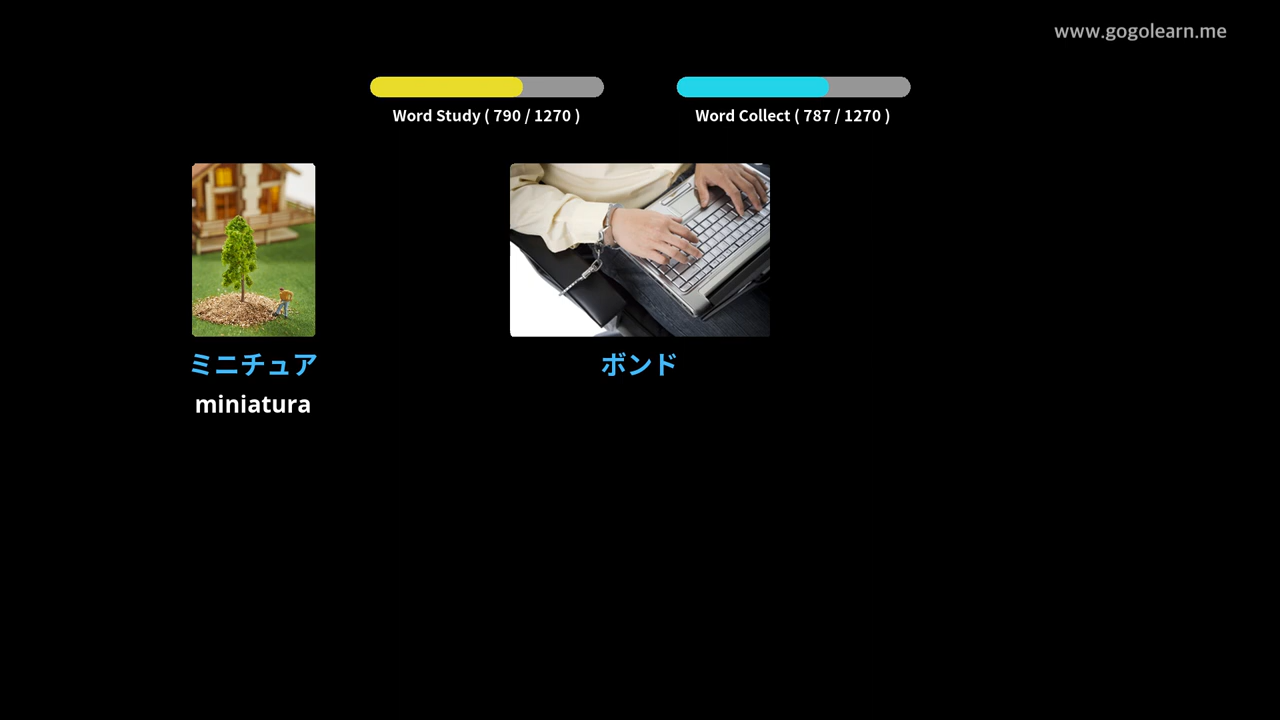 www.gogolearn.me
Word Study ( 790 / 1270 )
Word Collect ( 787 / 1270 )
ミニチュア
miniatura
ボンド